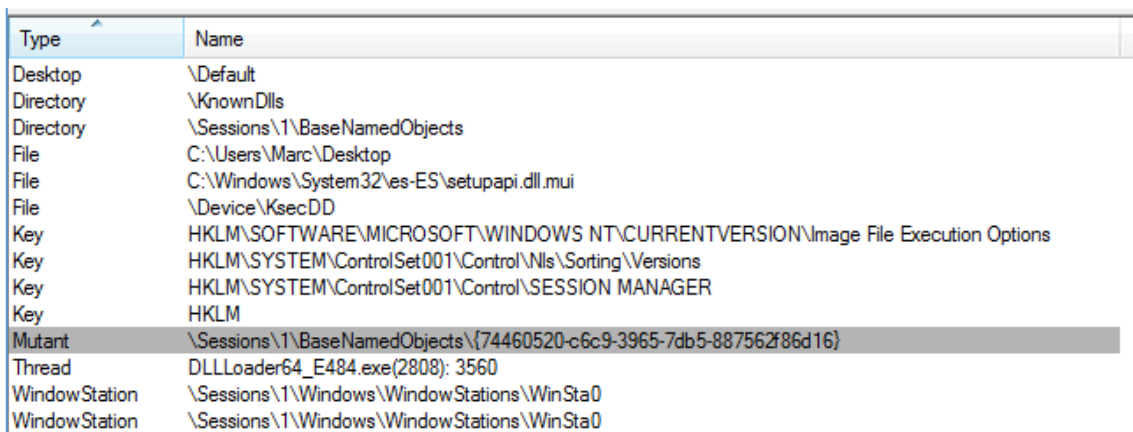 Type Name
Desktop \Default
Directory \KnownDlls
Directory \Sessions\1\BaseNamedObjects
File C:\Users\Marc\Desktop
File C:\Windows\System32\es-ES\setupapi.dll.mui
File \Device\KsecDD
Key HKLM\SOFTWARE\MICROSOFT\WINDOWS NT\CURRENTVERSION\Image File Execution Options
Key HKLM\SYSTEM\ControlSet001\Control\Nls\Sorting\Versions
Key HKLM\SYSTEM\ControlSet001\Control\SESSION MANAGER
Key HKLM
Mutant \Sessions\1\BaseNamedObjects\{74460520-c6c9-3965-7db5-887562f86d16}
Thread DLLLoader64_E484.exe(2808): 3560
WindowStation \Sessions\1\Windows\WindowStations\WinSta0
WindowStation \Sessions\1\Windows\WindowStations\WinSta0